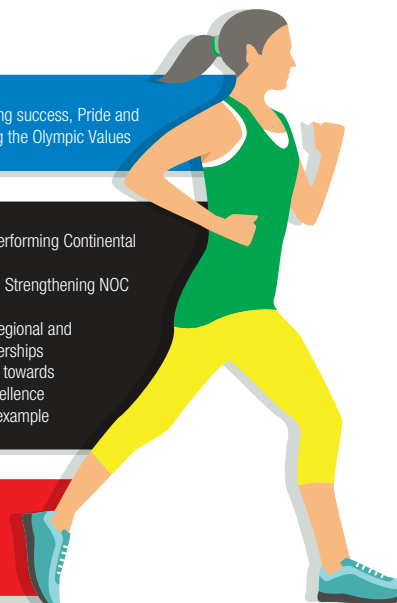 ng success, Pride and
g the Olympic Values
erforming Continental
Strengthening NOC
egional and
erships
towards
ellence
example